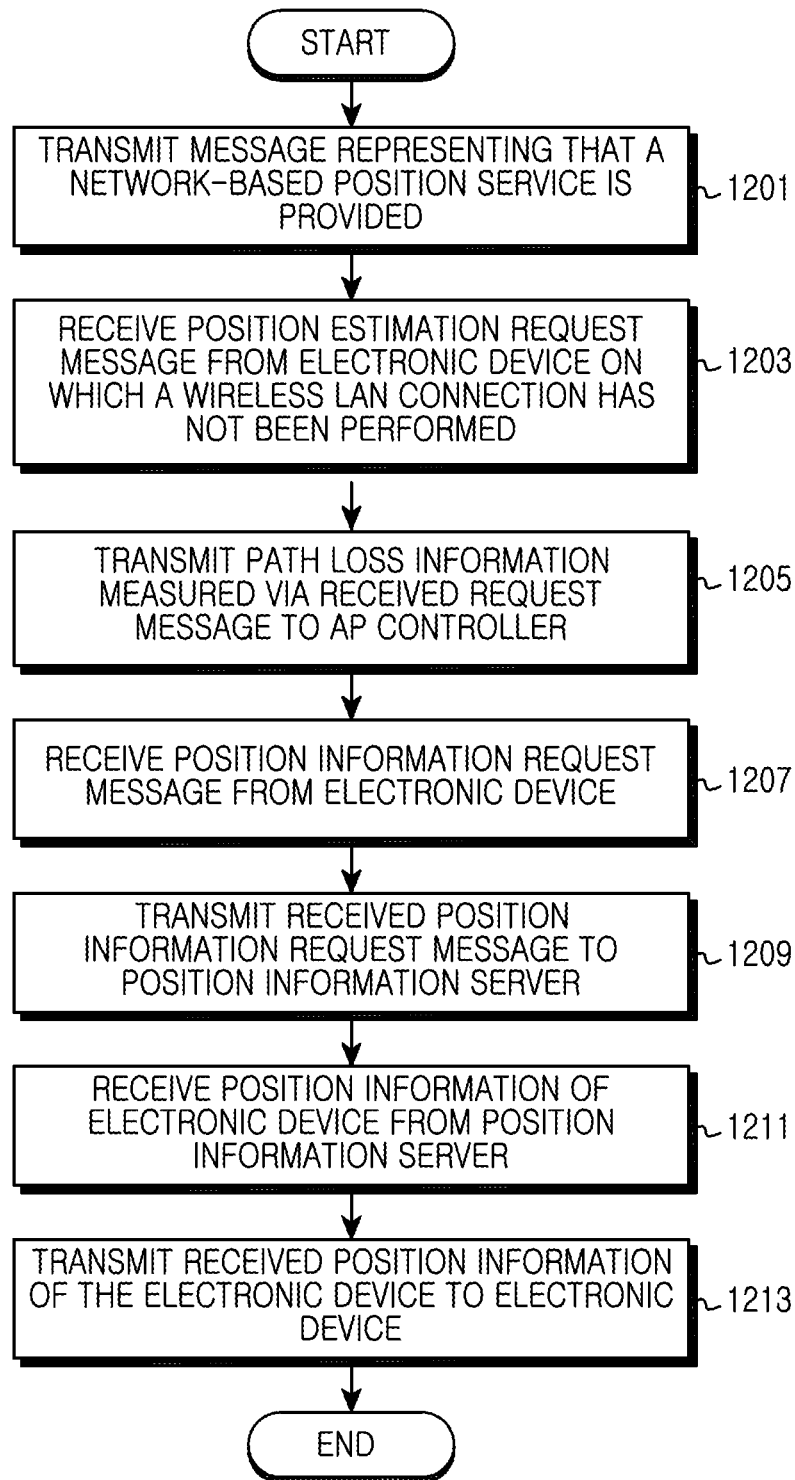 START
TRANSMIT MESSAGE REPRESENTING THAT A
NETWORK-BASED POSITION SERVICE IS
PROVIDED
1201
RECEIVE POSITION ESTIMATION REQUEST
MESSAGE FROM ELECTRONIC DEVICE ON
WHICH A WIRELESS LAN CONNECTION HAS
NOT BEEN PERFORMED
1203
TRANSMIT PATH LOSS INFORMATION
MEASURED VIA RECEIVED REQUEST
MESSAGE TO AP CONTROLLER
1205
RECEIVE POSITION INFORMATION REQUEST
MESSAGE FROM ELECTRONIC DEVICE
1207
TRANSMIT RECEIVED POSITION
INFORMATION REQUEST MESSAGE TO
POSITION INFORMATION SERVER
1209
RECEIVE POSITION INFORMATION OF
ELECTRONIC DEVICE FROM POSITION
INFORMATION SERVER
1211
TRANSMIT RECEIVED POSITION INFORMATION
OF THE ELECTRONIC DEVICE TO ELECTRONIC
DEVICE
1213
END